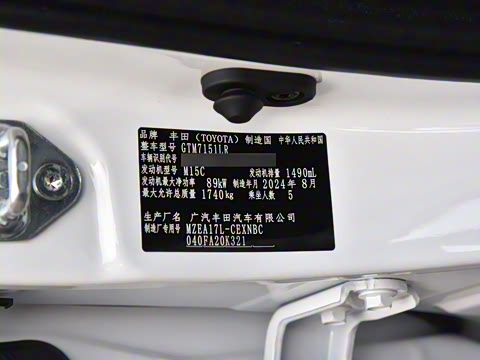 品牌 丰田(TOYOTA) 制造国 中华人民共和国
整车型号 GTM7151LR
车辆识别代号
发动机型号 M15C 发动机排量 1490mL
发动机最大净功率 89kW 制造年月 2024年8月
最大允许总质量 1740kg 乘坐人数 5
生产厂名 广汽丰田汽车有限公司
制造厂专用号 MZEA17L-CEXNBC
040FA20K321